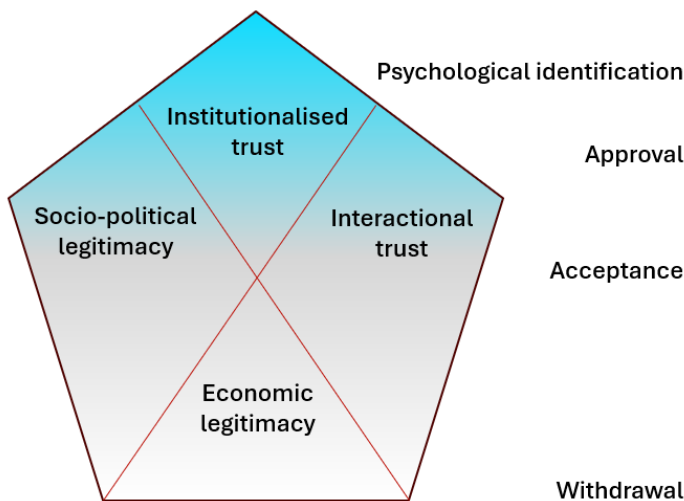 Psychological identification
Institutionalised
trust
Approval
Socio-political
legitimacy
Interactional
trust
Acceptance
Economic
legitimacy
Withdrawal